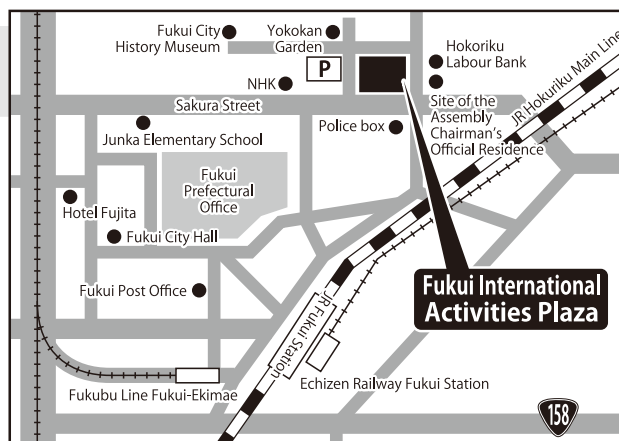 Fukui City
History Museum
Yokokan
Garden
Hokoriku
Labour Bank
P
NHK
Sakura Street
Site of the
Assembly
Chairman's
Official Residence
JR Hokuriku Main Line
Junka Elementary School
Police box
Fukui
Prefectural
Office
Hotel Fujita
Fukui City Hall
Fukui International
Activities Plaza
Fukui Post Office
JR Fukui Station
Echizen Railway Fukui Station
Fukubu Line Fukui-Ekimae
158